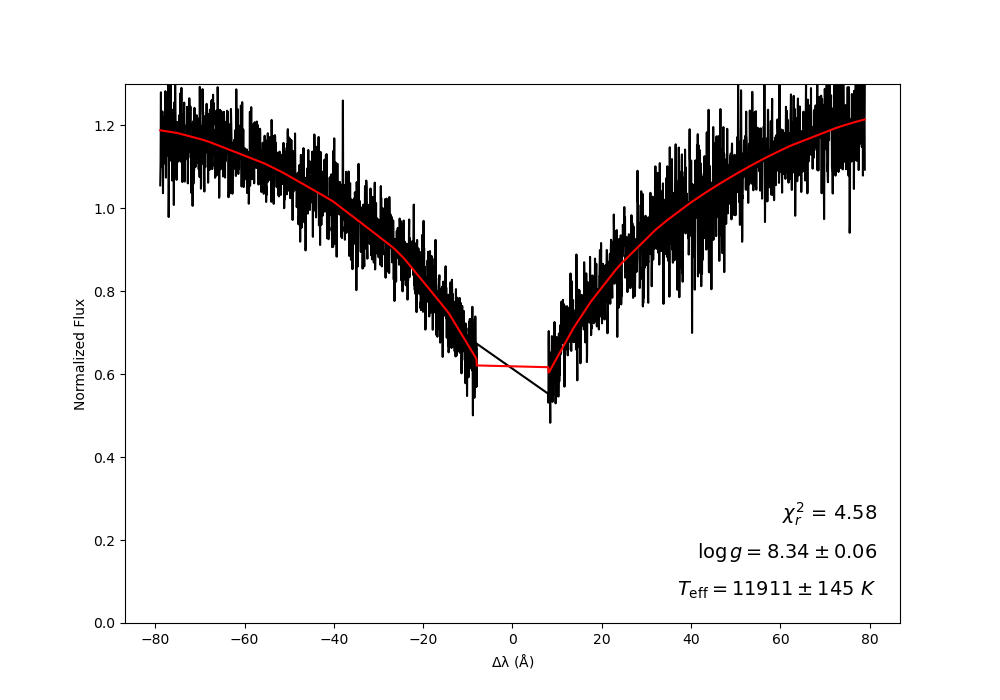 Normalized Flux
1.2
1.0
0.8
0.6
0.4
0.2
0.0
−80 −60 −40 −20 0 20 40 60 80
Δλ (Å)
χ²ᵣ = 4.58
log g = 8.34 ± 0.06
T_eff = 11911 ± 145 K